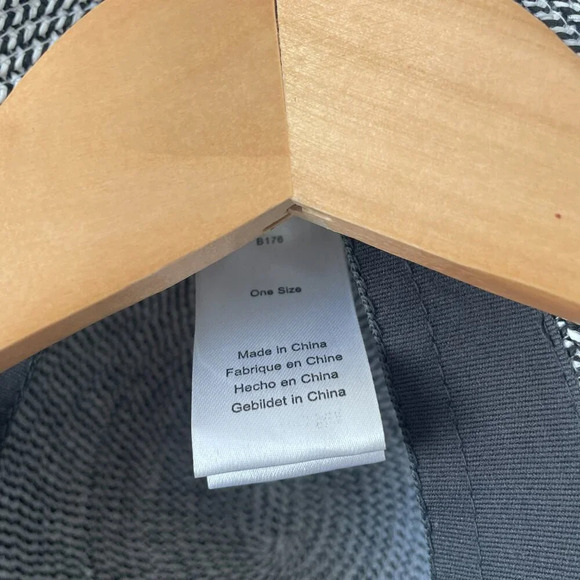 B176
One Size
Made in China
Fabrique en Chine
Hecho en China
Gebildet in China